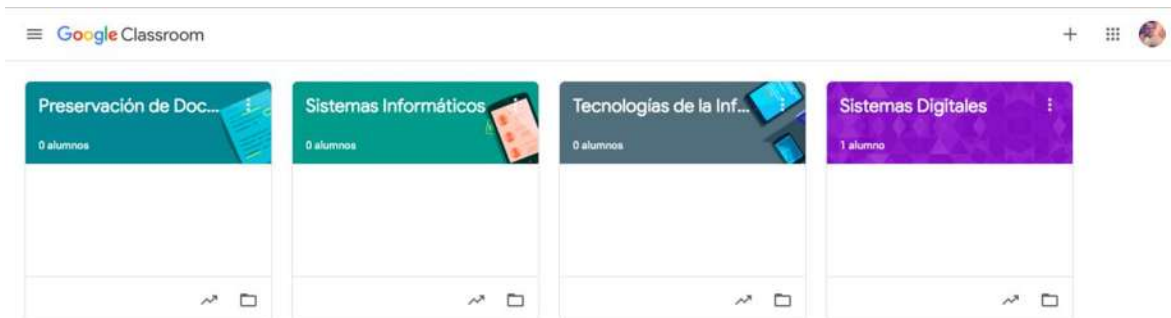 Google Classroom
Preservación de Doc...
0 alumnos
Sistemas Informáticos
0 alumnos
Tecnologías de la Inf...
0 alumnos
Sistemas Digitales
1 alumno